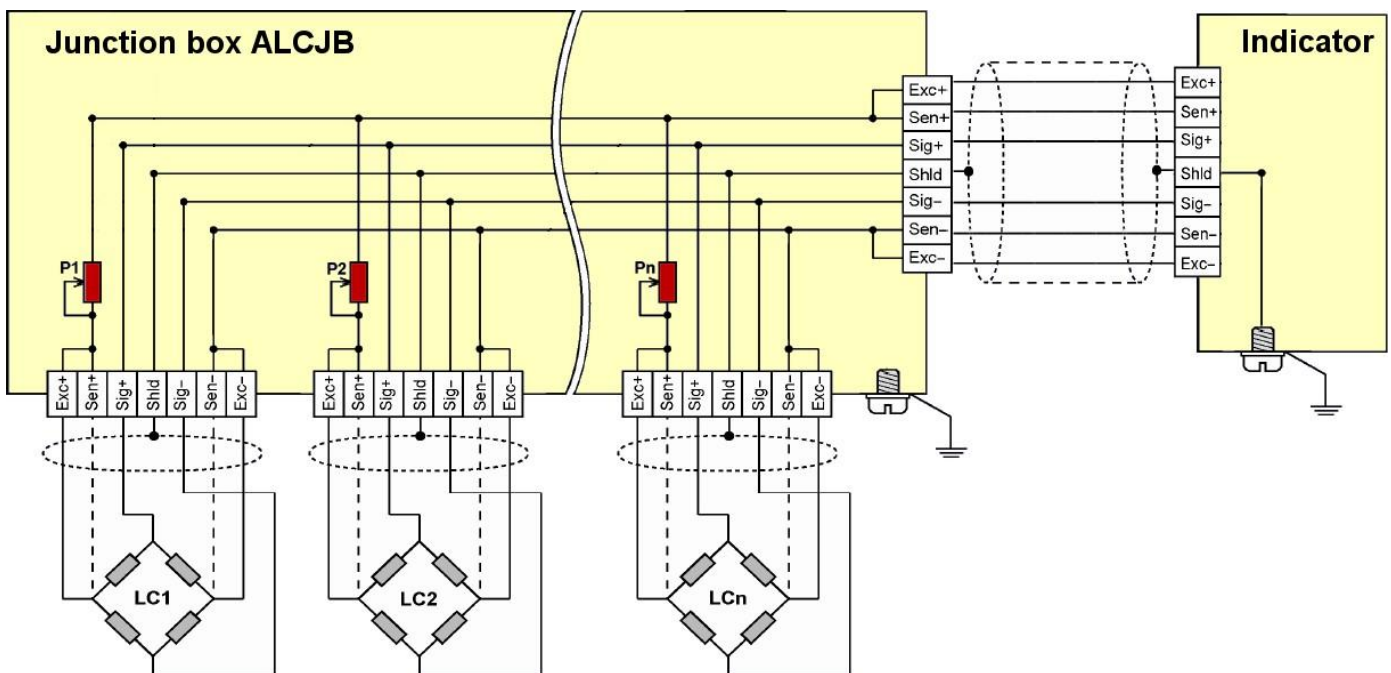 Junction box ALCJB
Indicator
Exc+
Sen+
Sig+
Shld
Sig–
Sen–
Exc–
Exc+
Sen+
Sig+
Shld
Sig–
Sen–
Exc–
P1
P2
Pn
Exc+
Sen+
Sig+
Shld
Sig–
Sen–
Exc–
Exc+
Sen+
Sig+
Shld
Sig–
Sen–
Exc–
Exc+
Sen+
Sig+
Shld
Sig–
Sen–
Exc–
LC1
LC2
LCn